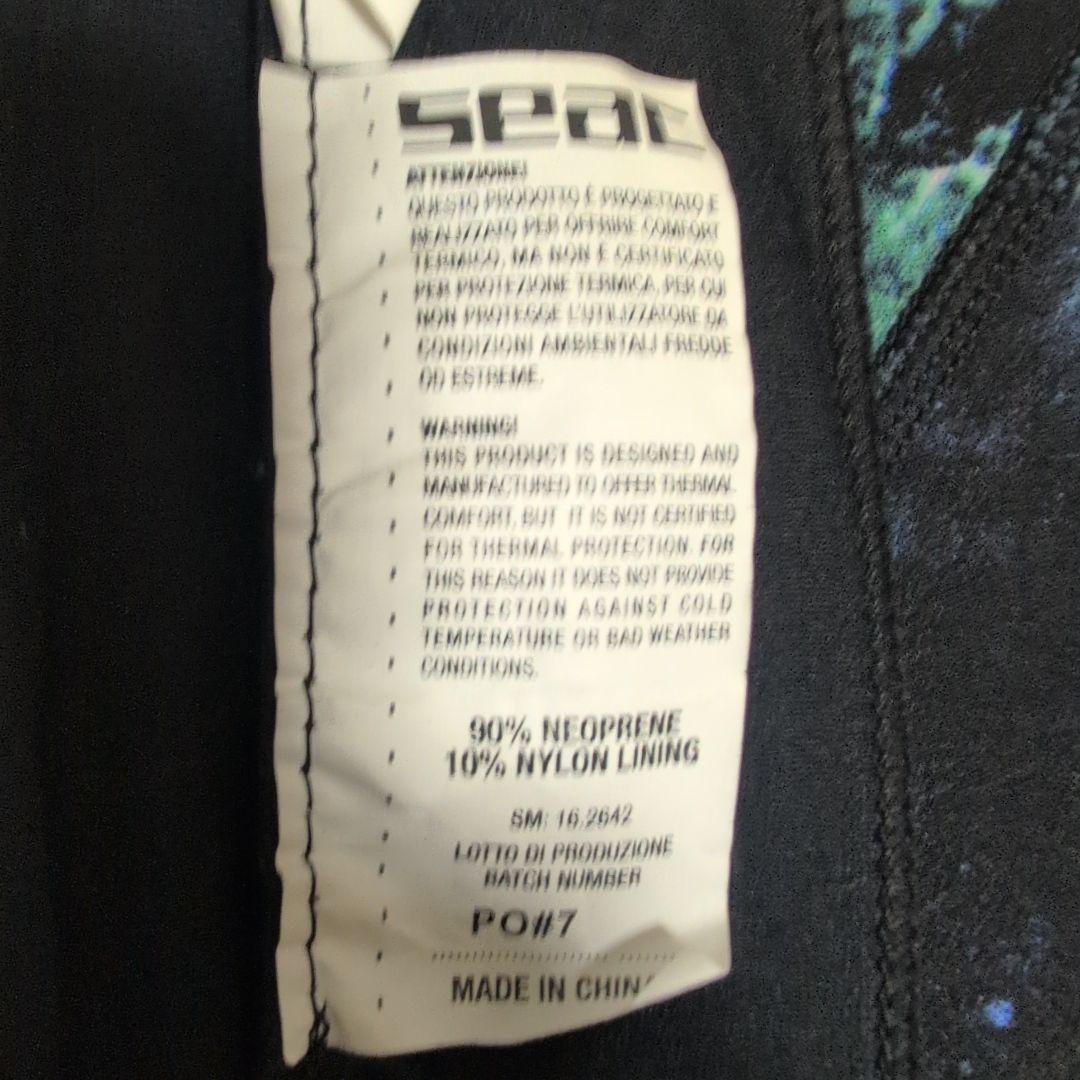 seac
ATTENZIONE!
QUESTO PRODOTTO È PROGETTATO E
REALIZZATO PER OFFRIRE COMFORT
TERMICO, MA NON È CERTIFICATO
PER PROTEZIONE TERMICA, PER CUI
NON PROTEGGE L'UTILIZZATORE DA
CONDIZIONI AMBIENTALI FREDDE
OD ESTREME.
WARNING!
THIS PRODUCT IS DESIGNED AND
MANUFACTURED TO OFFER THERMAL
COMFORT, BUT IT IS NOT CERTIFIED
FOR THERMAL PROTECTION. FOR
THIS REASON IT DOES NOT PROVIDE
PROTECTION AGAINST COLD
TEMPERATURE OR BAD WEATHER
CONDITIONS.
90% NEOPRENE
10% NYLON LINING
SM: 16.2642
LOTTO DI PRODUZIONE
BATCH NUMBER
PO#7
MADE IN CHINA